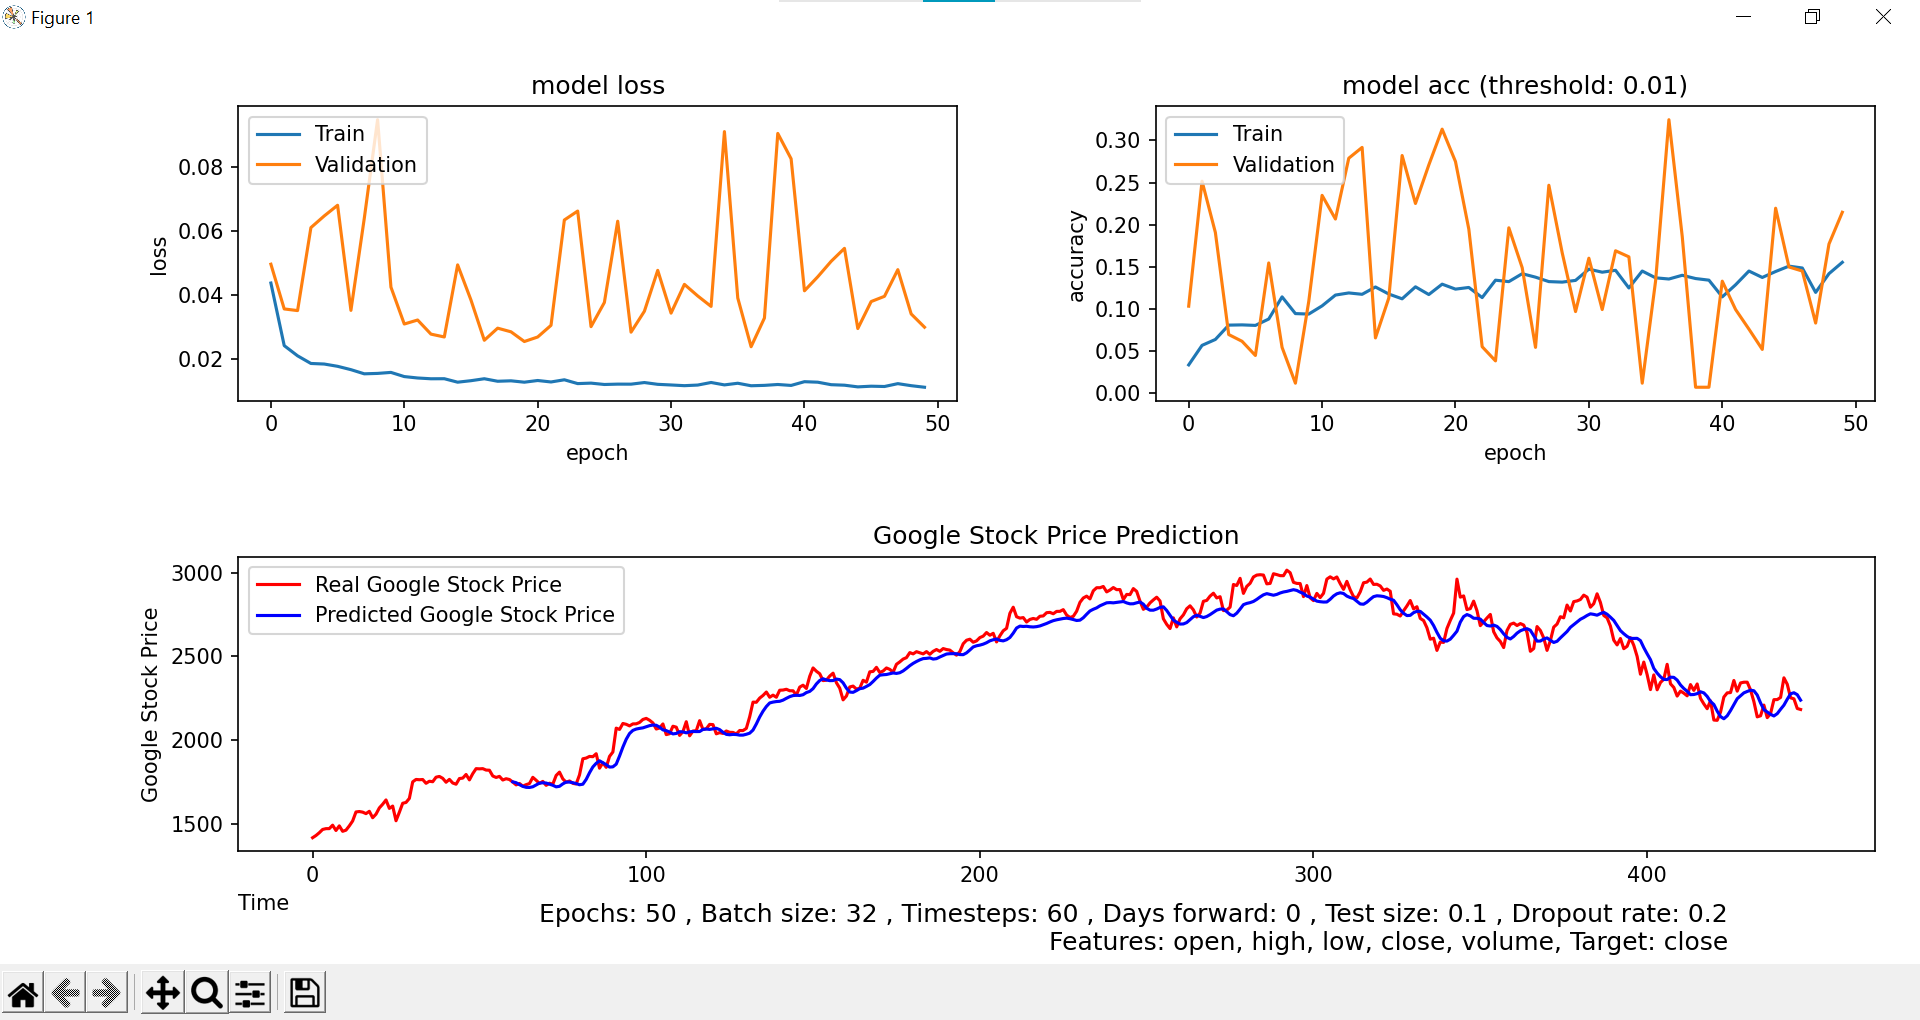 Figure 1
model loss
Train
Validation
0.08
0.06
0.04
0.02
loss
0 10 20 30 40 50
epoch
model acc (threshold: 0.01)
Train
Validation
0.30
0.25
0.20
0.15
0.10
0.05
0.00
accuracy
0 10 20 30 40 50
epoch
Google Stock Price Prediction
Real Google Stock Price
Predicted Google Stock Price
3000
2500
2000
1500
Google Stock Price
0 100 200 300 400
Time
Epochs: 50 , Batch size: 32 , Timesteps: 60 , Days forward: 0 , Test size: 0.1 , Dropout rate: 0.2
Features: open, high, low, close, volume, Target: close